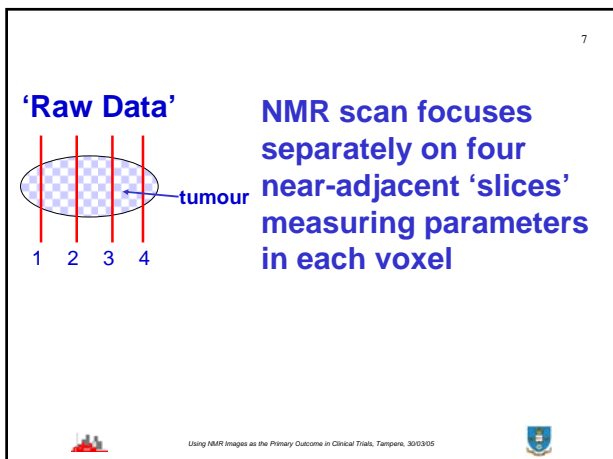 7
‘Raw Data’
tumour
1 2 3 4
NMR scan focuses
separately on four
near-adjacent ‘slices’
measuring parameters
in each voxel
Using NMR Images as the Primary Outcome in Clinical Trials, Tampere, 30/03/05